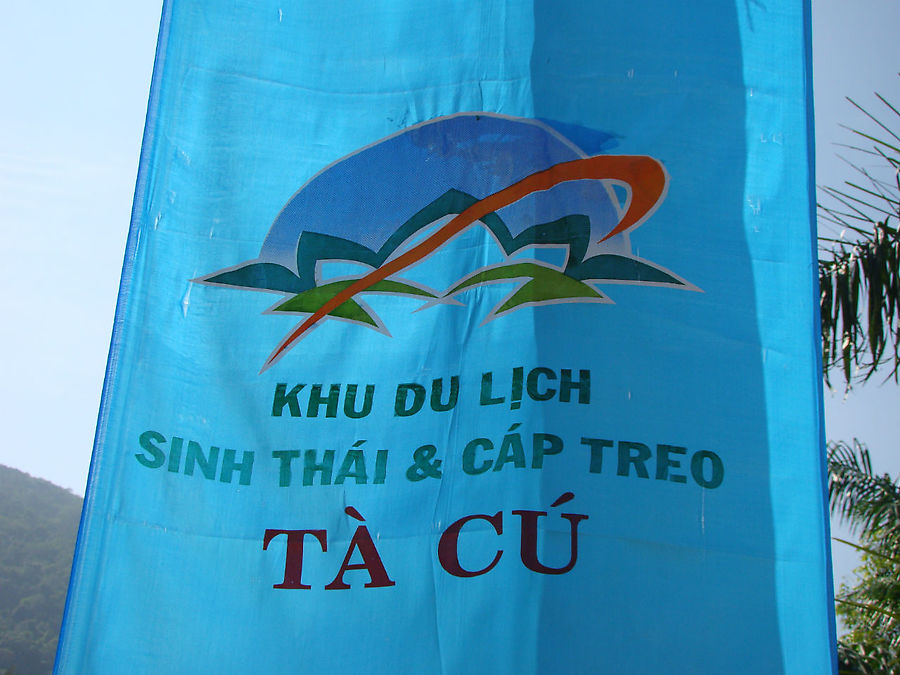 KHU DU LỊCH
SINH THÁI & CÁP TREO
TÀ CÚ